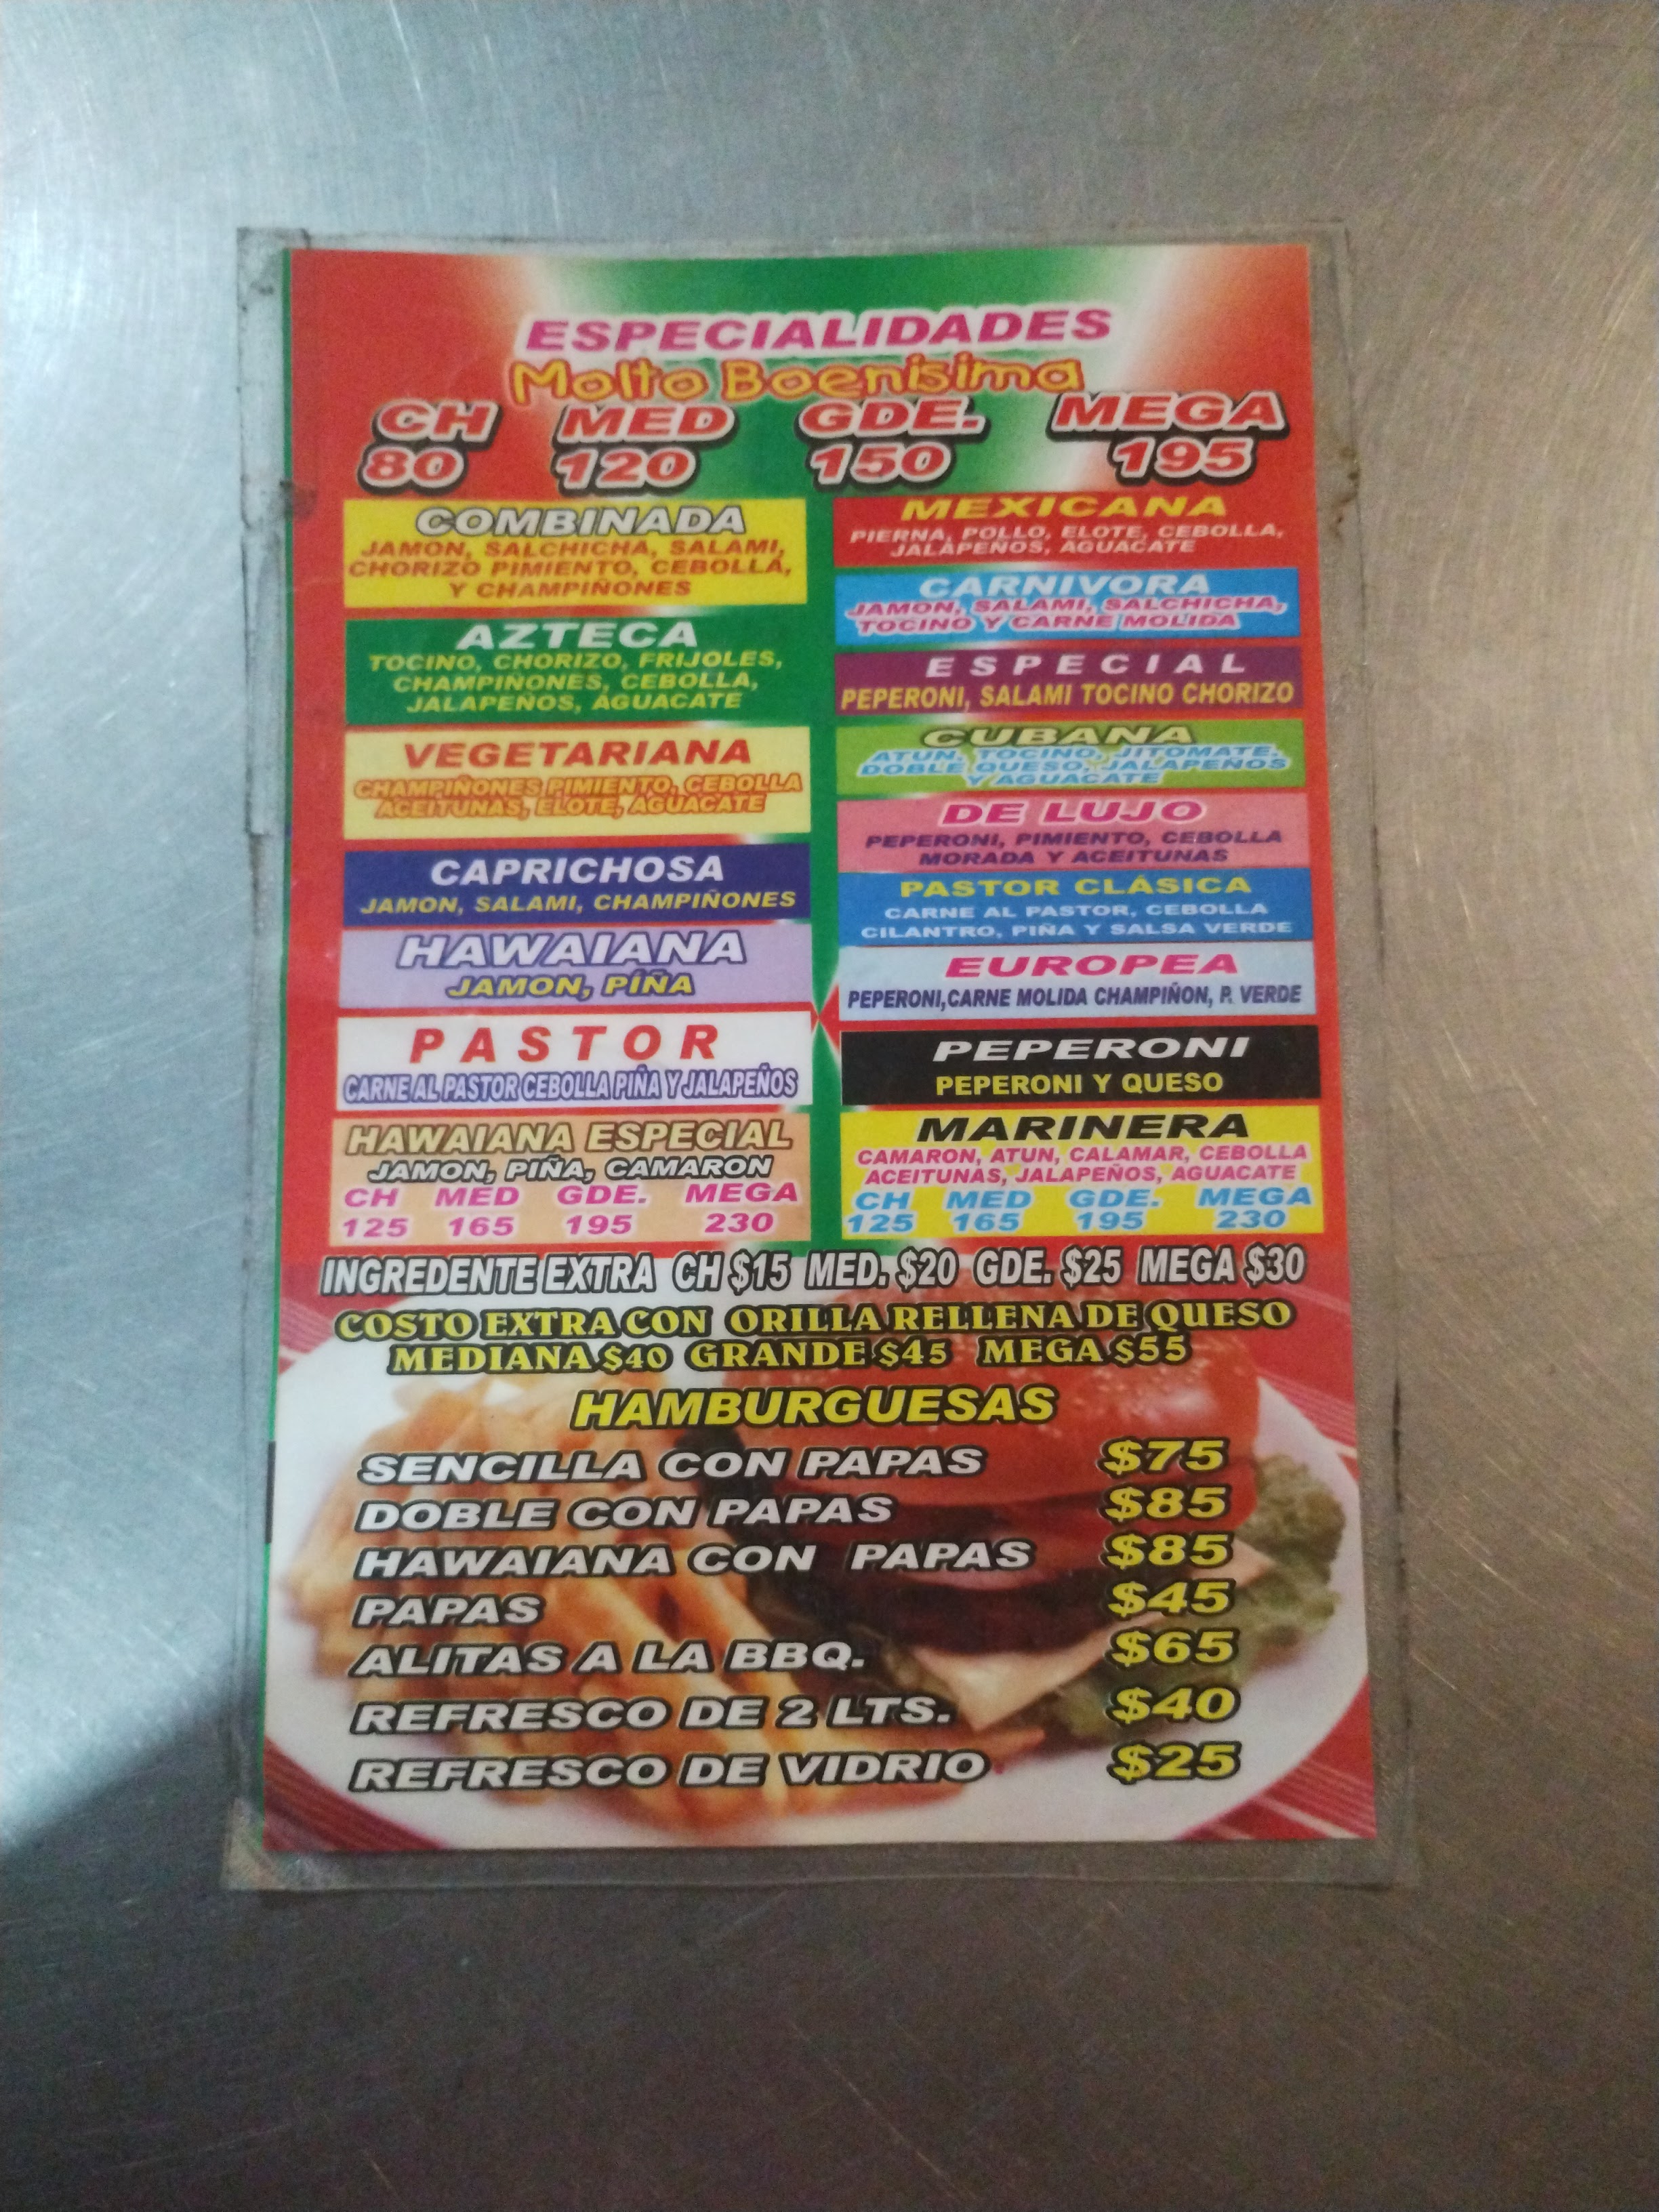 ESPECIALIDADES
Molto Boenisima
CH MED GDE. MEGA
80 120 150 195
COMBINADA
JAMON, SALCHICHA, SALAMI,
CHORIZO PIMIENTO, CEBOLLA,
Y CHAMPIÑONES
AZTECA
TOCINO, CHORIZO, FRIJOLES,
CHAMPIÑONES, CEBOLLA,
JALAPEÑOS, AGUACATE
VEGETARIANA
CHAMPIÑONES PIMIENTO, CEBOLLA
ACEITUNAS, ELOTE, AGUACATE
CAPRICHOSA
JAMON, SALAMI, CHAMPIÑONES
HAWAIANA
JAMON, PIÑA
PASTOR
CARNE AL PASTOR CEBOLLA PIÑA Y JALAPEÑOS
HAWAIANA ESPECIAL
JAMON, PIÑA, CAMARON
CH MED GDE. MEGA
125 165 195 230
MEXICANA
PIERNA, POLLO, ELOTE, CEBOLLA,
JALAPEÑOS, AGUACATE
CARNIVORA
JAMON, SALAMI, SALCHICHA,
TOCINO Y CARNE MOLIDA
ESPECIAL
PEPERONI, SALAMI TOCINO CHORIZO
CUBANA
ATUN, TOCINO, JITOMATE,
DOBLE QUESO, JALAPEÑOS
Y AGUACATE
DE LUJO
PEPERONI, PIMIENTO, CEBOLLA
MORADA Y ACEITUNAS
PASTOR CLÁSICA
CARNE AL PASTOR, CEBOLLA
CILANTRO, PIÑA Y SALSA VERDE
EUROPEA
PEPERONI,CARNE MOLIDA CHAMPIÑON, P. VERDE
PEPERONI
PEPERONI Y QUESO
MARINERA
CAMARON, ATUN, CALAMAR, CEBOLLA
ACEITUNAS, JALAPEÑOS, AGUACATE
CH MED GDE. MEGA
125 165 195 230
INGREDENTE EXTRA CH $15 MED. $20 GDE. $25 MEGA $30
COSTO EXTRA CON ORILLA RELLENA DE QUESO
MEDIANA $40 GRANDE $45 MEGA $55
HAMBURGUESAS
SENCILLA CON PAPAS $75
DOBLE CON PAPAS $85
HAWAIANA CON PAPAS $85
PAPAS $45
ALITAS A LA BBQ. $65
REFRESCO DE 2 LTS. $40
REFRESCO DE VIDRIO $25